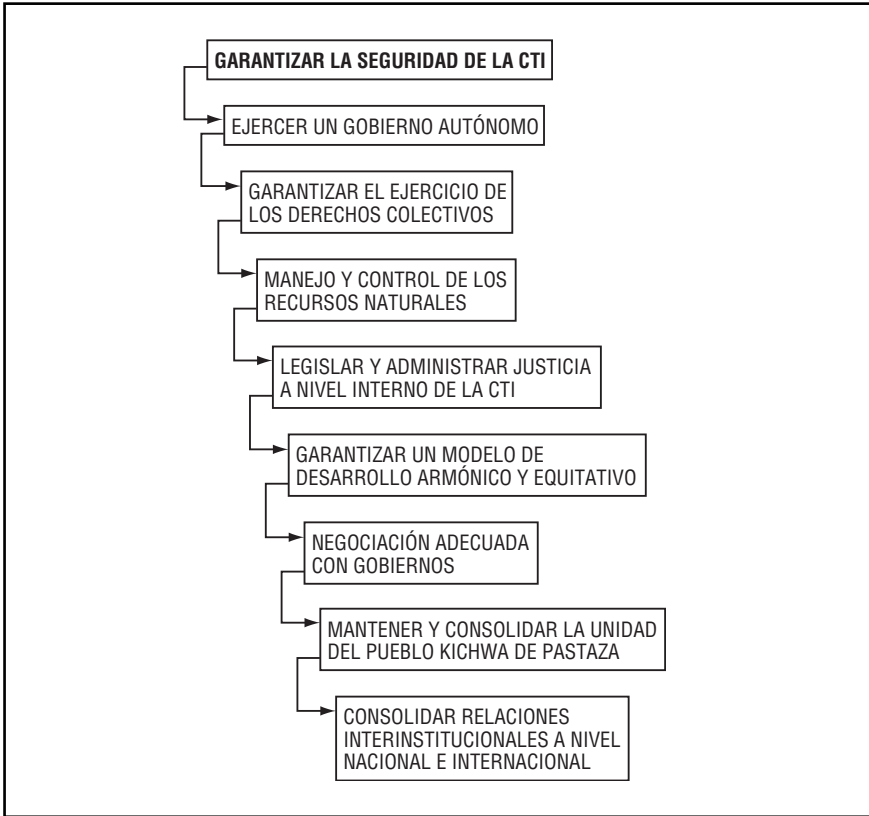 GARANTIZAR LA SEGURIDAD DE LA CTI
EJERCER UN GOBIERNO AUTÓNOMO
GARANTIZAR EL EJERCICIO DE
LOS DERECHOS COLECTIVOS
MANEJO Y CONTROL DE LOS
RECURSOS NATURALES
LEGISLAR Y ADMINISTRAR JUSTICIA
A NIVEL INTERNO DE LA CTI
GARANTIZAR UN MODELO DE
DESARROLLO ARMÓNICO Y EQUITATIVO
NEGOCIACIÓN ADECUADA
CON GOBIERNOS
MANTENER Y CONSOLIDAR LA UNIDAD
DEL PUEBLO KICHWA DE PASTAZA
CONSOLIDAR RELACIONES
INTERINSTITUCIONALES A NIVEL
NACIONAL E INTERNACIONAL